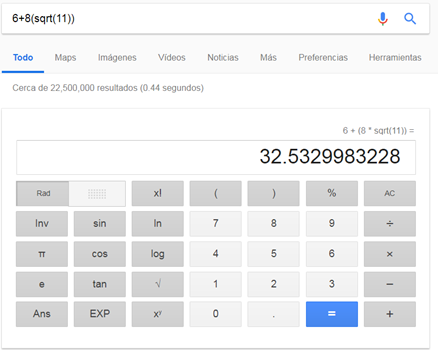 6+8(sqrt(11))
Todo Maps Imágenes Vídeos Noticias Más Preferencias Herramientas
Cerca de 22,500,000 resultados (0.44 segundos)
6 + (8 * sqrt(11)) =
32.5329983228
Rad x! ( ) % AC
Inv sin ln 7 8 9 ÷
π cos log 4 5 6 ×
e tan √ 1 2 3 −
Ans EXP xʸ 0 . = +